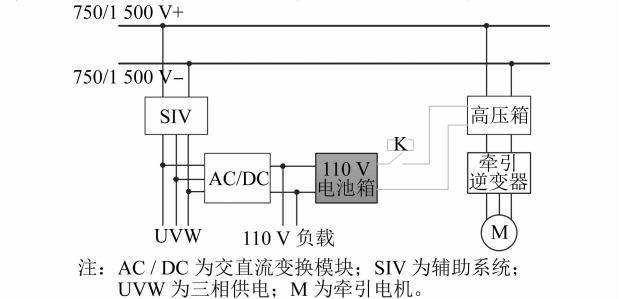 750/1 500 V+
750/1 500 V−
SIV
高压箱
K
AC/DC
110 V
电池箱
牵引
逆变器
M
UVW
110 V 负载
注：AC / DC 为交直流变换模块；SIV 为辅助系统；
UVW 为三相供电；M 为牵引电机。